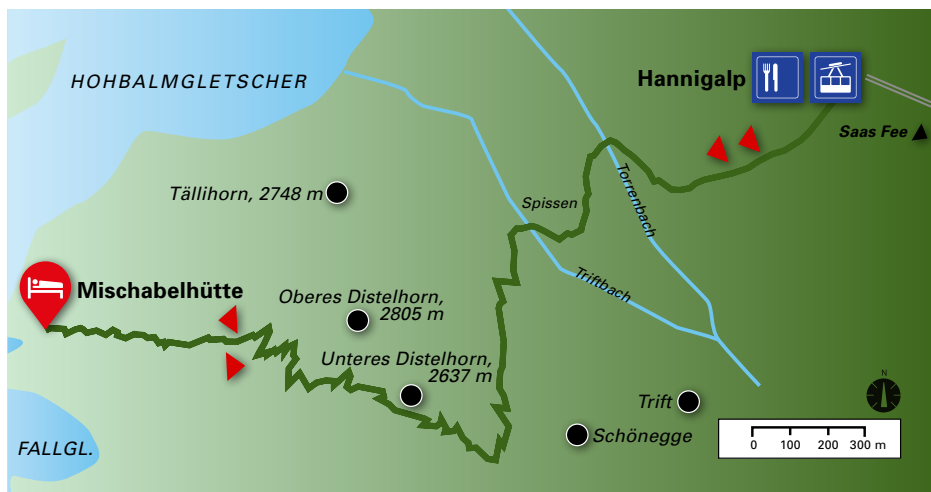 HOHBALMGLETSCHER
Hannigalp
Saas Fee
Tällihorn, 2748 m
Spissen
Torrenbach
Mischabelhütte
Triftbach
Oberes Distelhorn,
2805 m
Unteres Distelhorn,
2637 m
Trift
N
Schönegge
FALLGL.
0 100 200 300 m